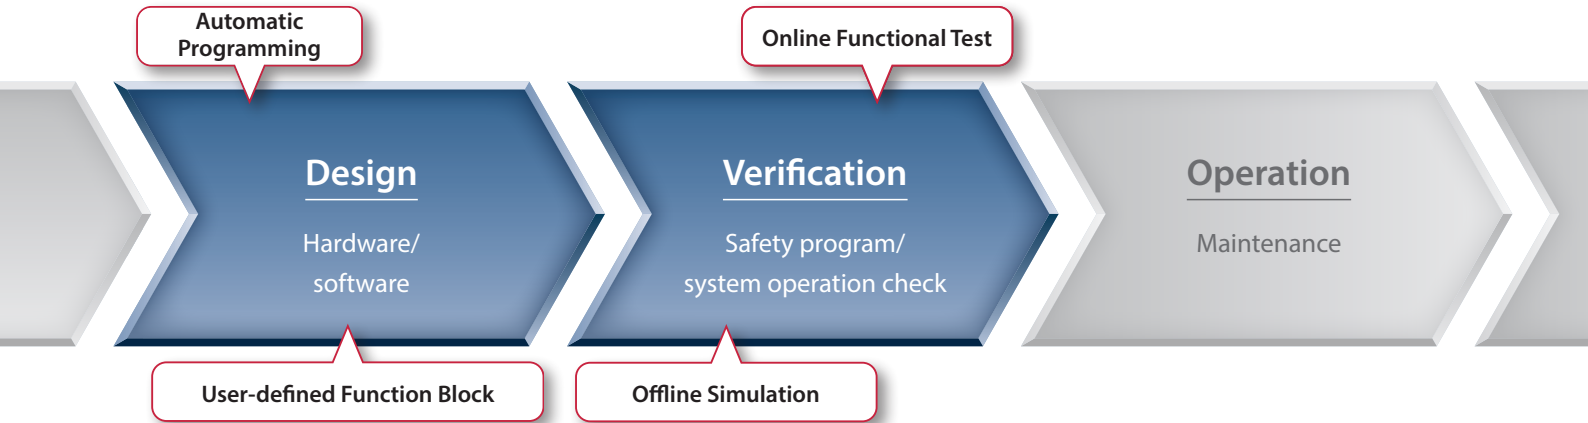 Automatic
Programming
Online Functional Test
Design
Hardware/
software
Verification
Safety program/
system operation check
Operation
Maintenance
User-defined Function Block
Offline Simulation